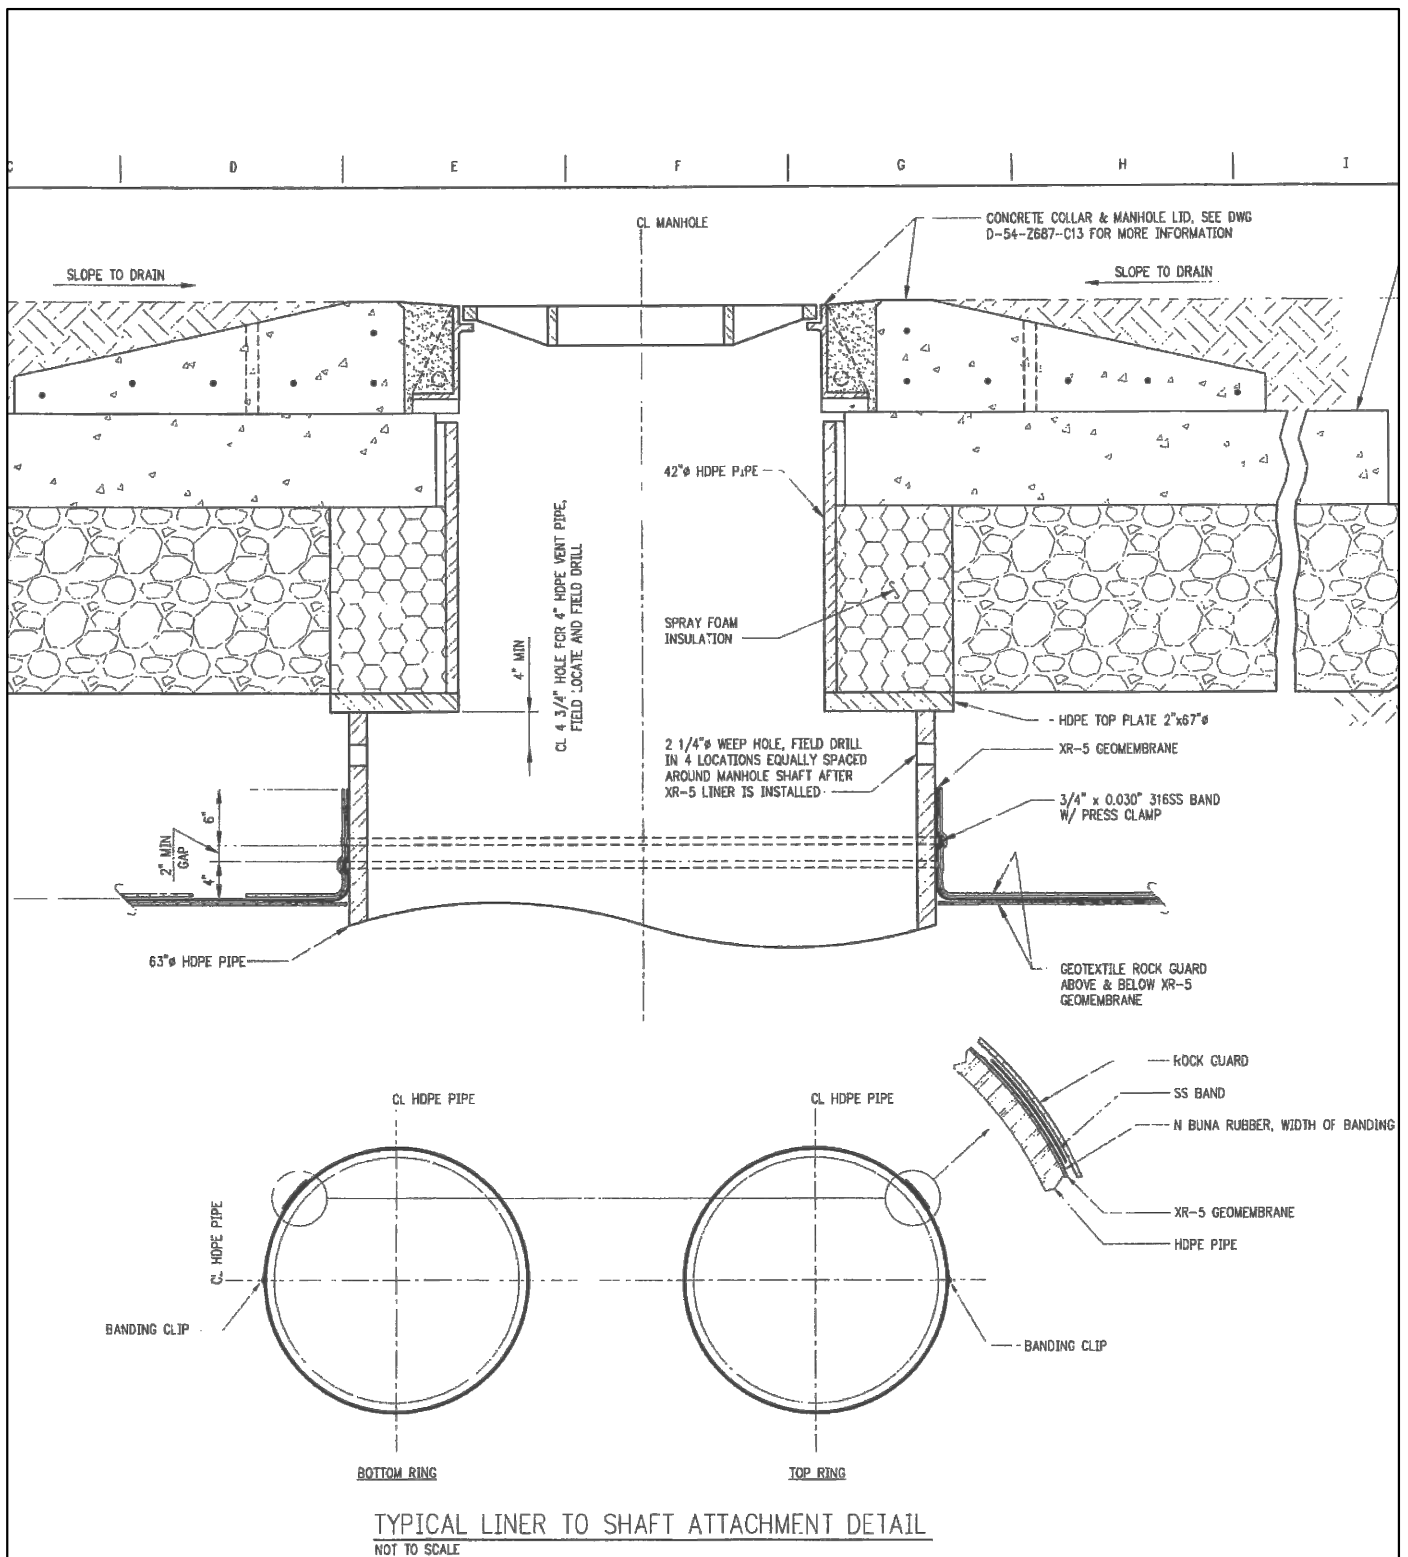 C D E F G H I
CL MANHOLE
CONCRETE COLLAR & MANHOLE LID, SEE DWG
D-54-Z687-C13 FOR MORE INFORMATION
SLOPE TO DRAIN
SLOPE TO DRAIN
42"ø HDPE PIPE
CL 4 3/4" HOLE FOR 4" HDPE VENT PIPE,
FIELD LOCATE AND FIELD DRILL
4" MIN
SPRAY FOAM
INSULATION
HDPE TOP PLATE 2"x67"ø
2 1/4"ø WEEP HOLE, FIELD DRILL
IN 4 LOCATIONS EQUALLY SPACED
AROUND MANHOLE SHAFT AFTER
XR-5 LINER IS INSTALLED
XR-5 GEOMEMBRANE
3/4" x 0.030" 316SS BAND
W/ PRESS CLAMP
6"
2" MIN
GAP
4"
63"ø HDPE PIPE
GEOTEXTILE ROCK GUARD
ABOVE & BELOW XR-5
GEOMEMBRANE
ROCK GUARD
SS BAND
N BUNA RUBBER, WIDTH OF BANDING
XR-5 GEOMEMBRANE
HDPE PIPE
CL HDPE PIPE
CL HDPE PIPE
CL HDPE PIPE
BANDING CLIP
BANDING CLIP
BOTTOM RING
TOP RING
TYPICAL LINER TO SHAFT ATTACHMENT DETAIL
NOT TO SCALE